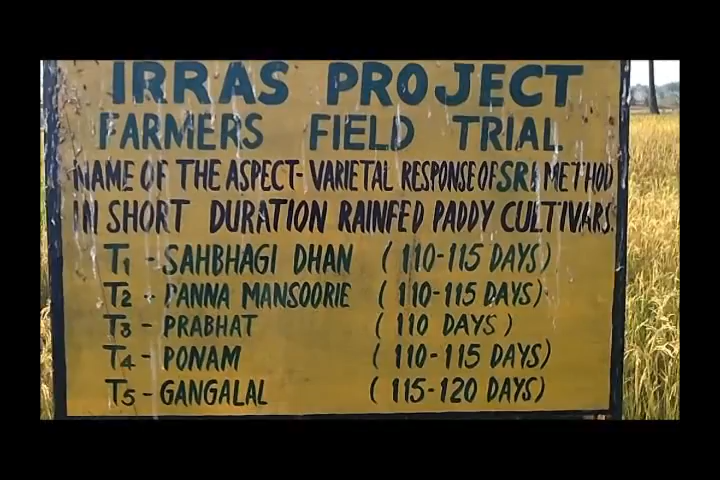 IRRAS PROJECT
FARMERS FIELD TRIAL
NAME OF THE ASPECT- VARIETAL RESPONSE OF SRI METHOD
IN SHORT DURATION RAINFED PADDY CULTIVARS.
T1 - SAHBHAGI DHAN (110-115 DAYS)
T2 - PANNA MANSOORIE (110-115 DAYS)
T3 - PRABHAT (110 DAYS)
T4 - PONAM (110-115 DAYS)
T5 - GANGALAL (115-120 DAYS)